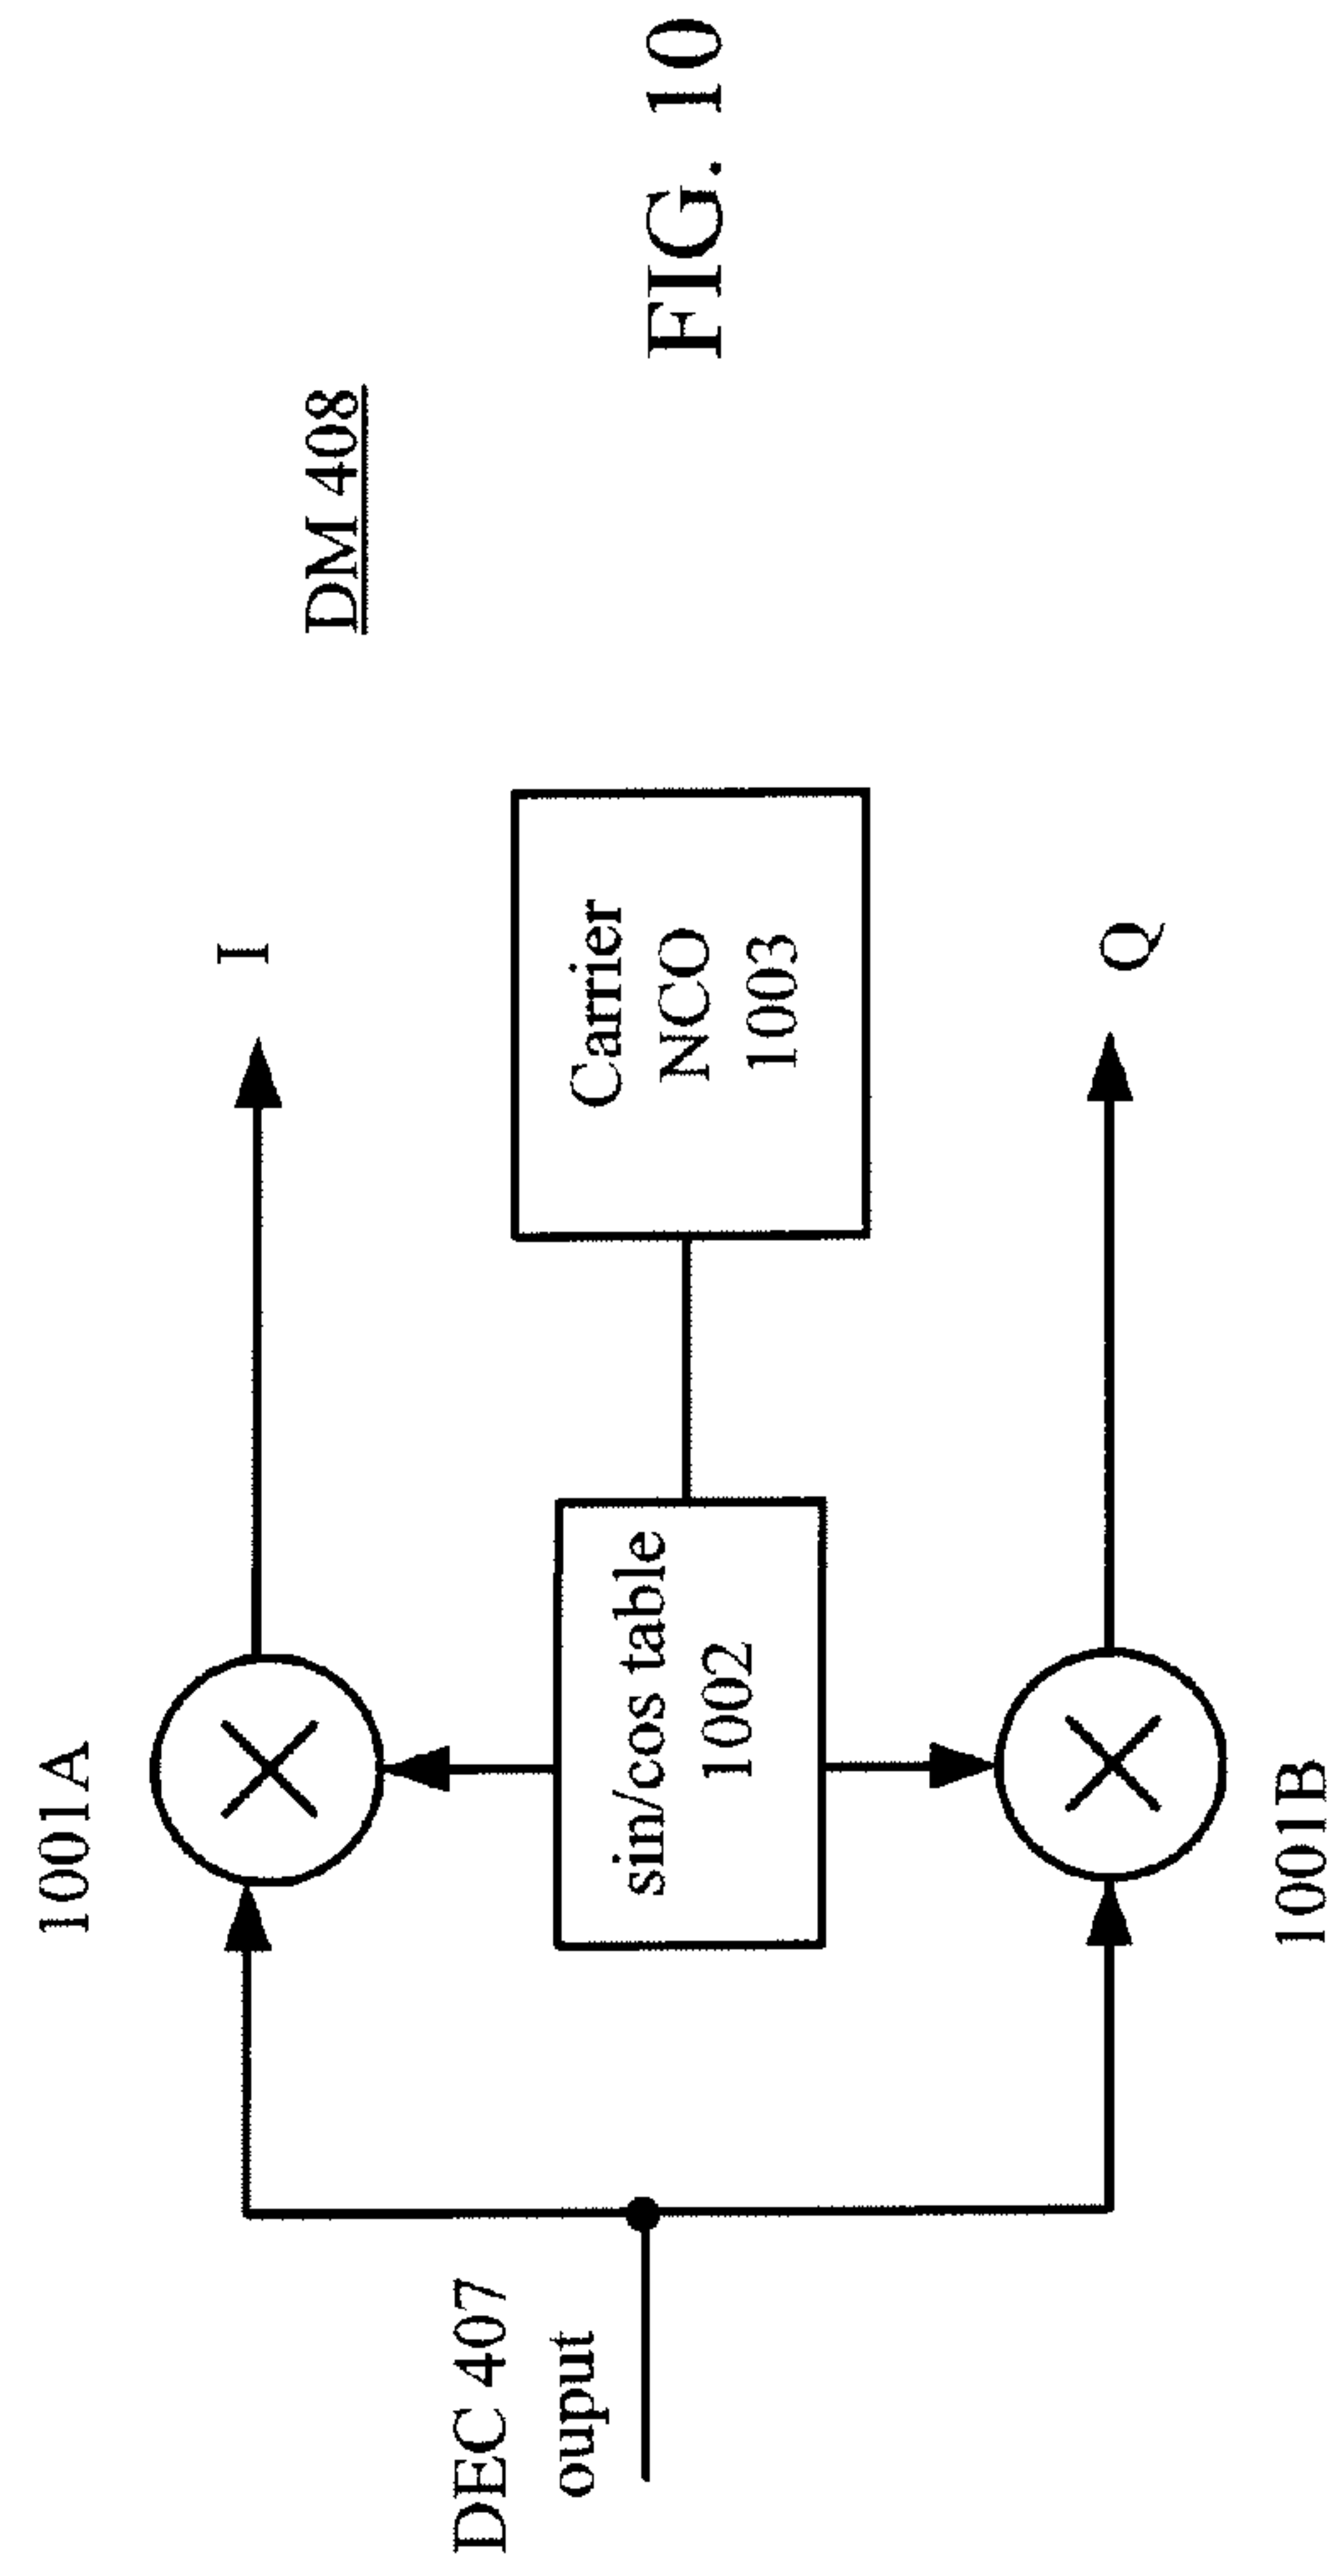 1001A
I
DM 408
DEC 407
ouput
sin/cos table
1002
Carrier
NCO
1003
FIG. 10
Q
1001B